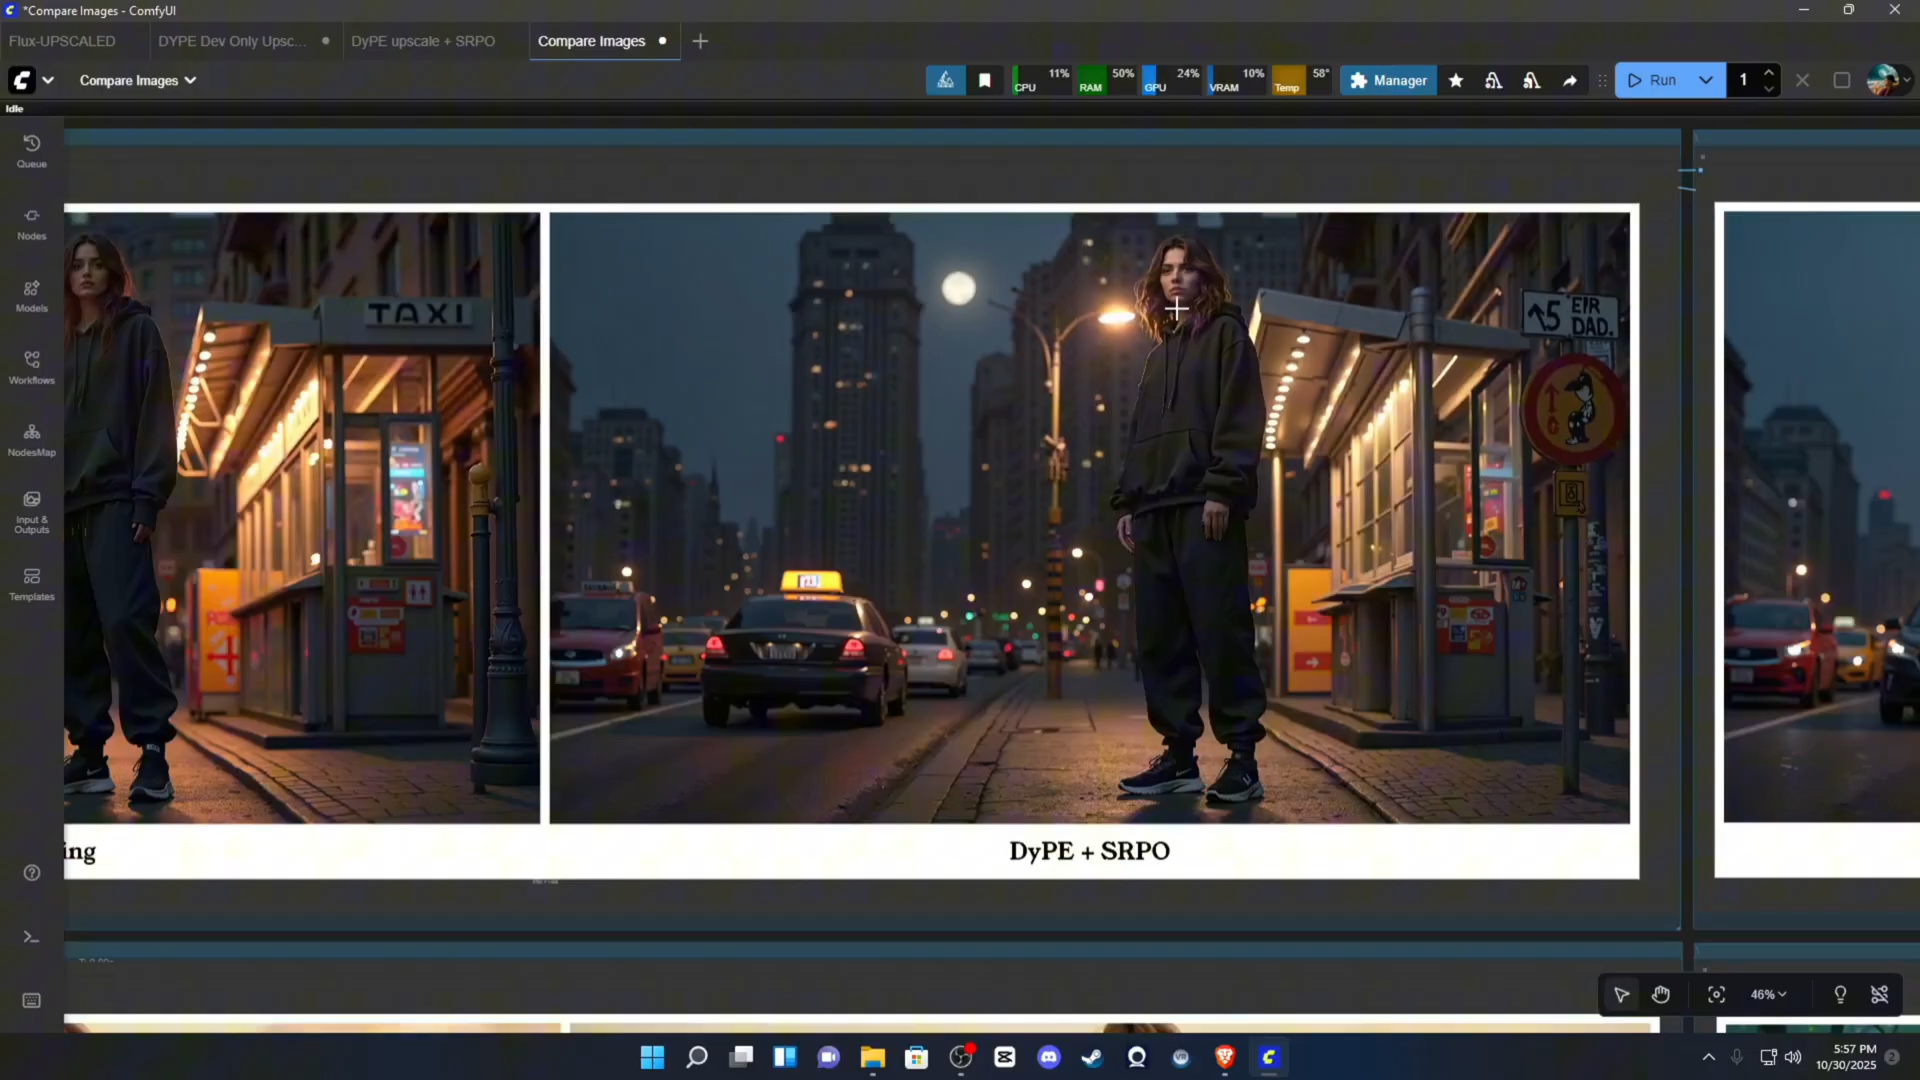 *Compare Images - ComfyUI
Flux-UPSCALED
DYPE Dev Only Upsc...
DyPE upscale + SRPO
Compare Images
Compare Images
CPU 11%
RAM 50%
GPU 24%
VRAM 10%
Temp 58°
Manager
Run
1
Idle
Queue
Nodes
Models
Workflows
NodesMap
Input &
Outputs
Templates
TAXI
5 EIR
DAD.
ing
DyPE + SRPO
46%
5:57 PM
10/30/2025
2